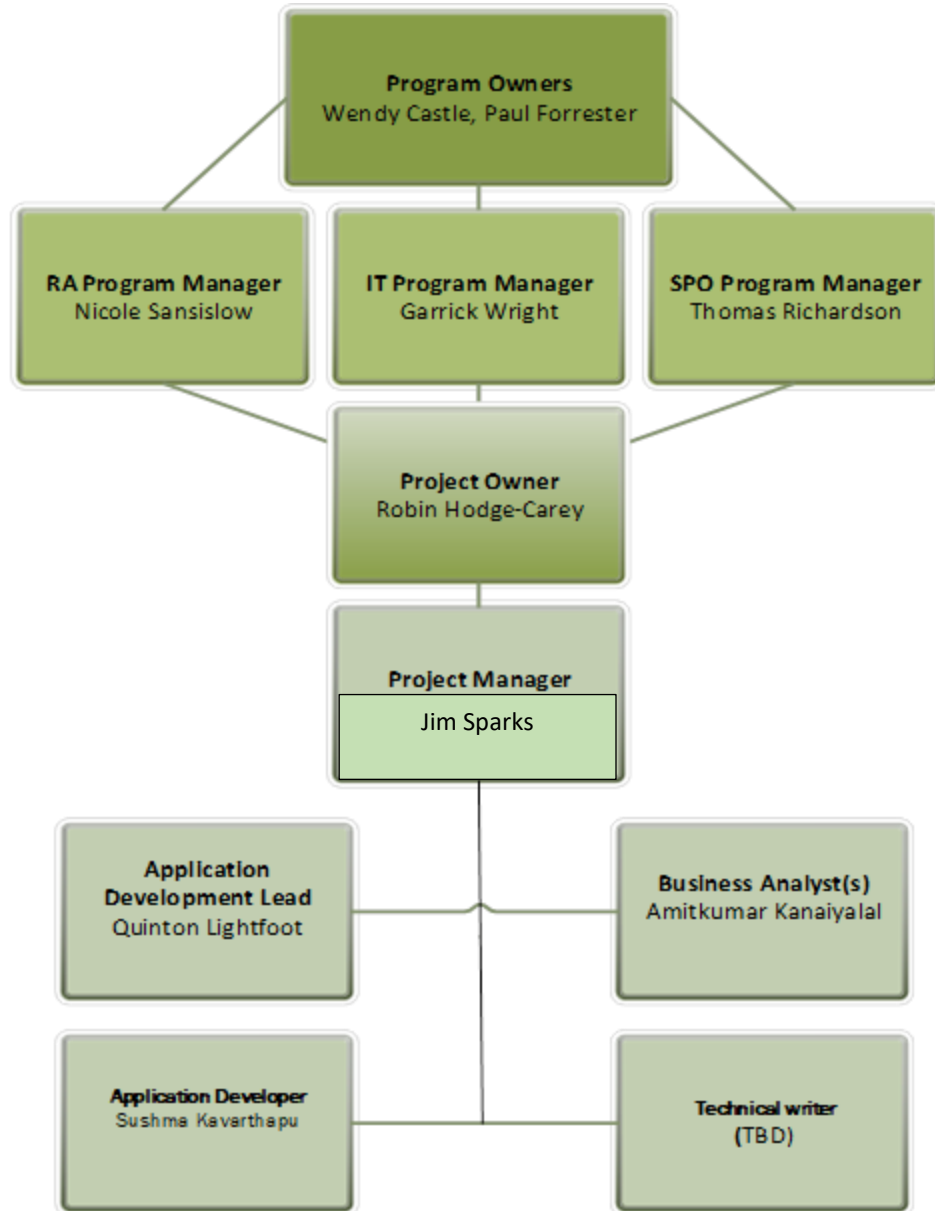 Program Owners
Wendy Castle, Paul Forrester
RA Program Manager
Nicole Sansislow
IT Program Manager
Garrick Wright
SPO Program Manager
Thomas Richardson
Project Owner
Robin Hodge-Carey
Project Manager
Jim Sparks
Application
Development Lead
Quinton Lightfoot
Business Analyst(s)
Amitkumar Kanaiyalal
Application Developer
Sushma Kavarthapu
Technical writer
(TBD)